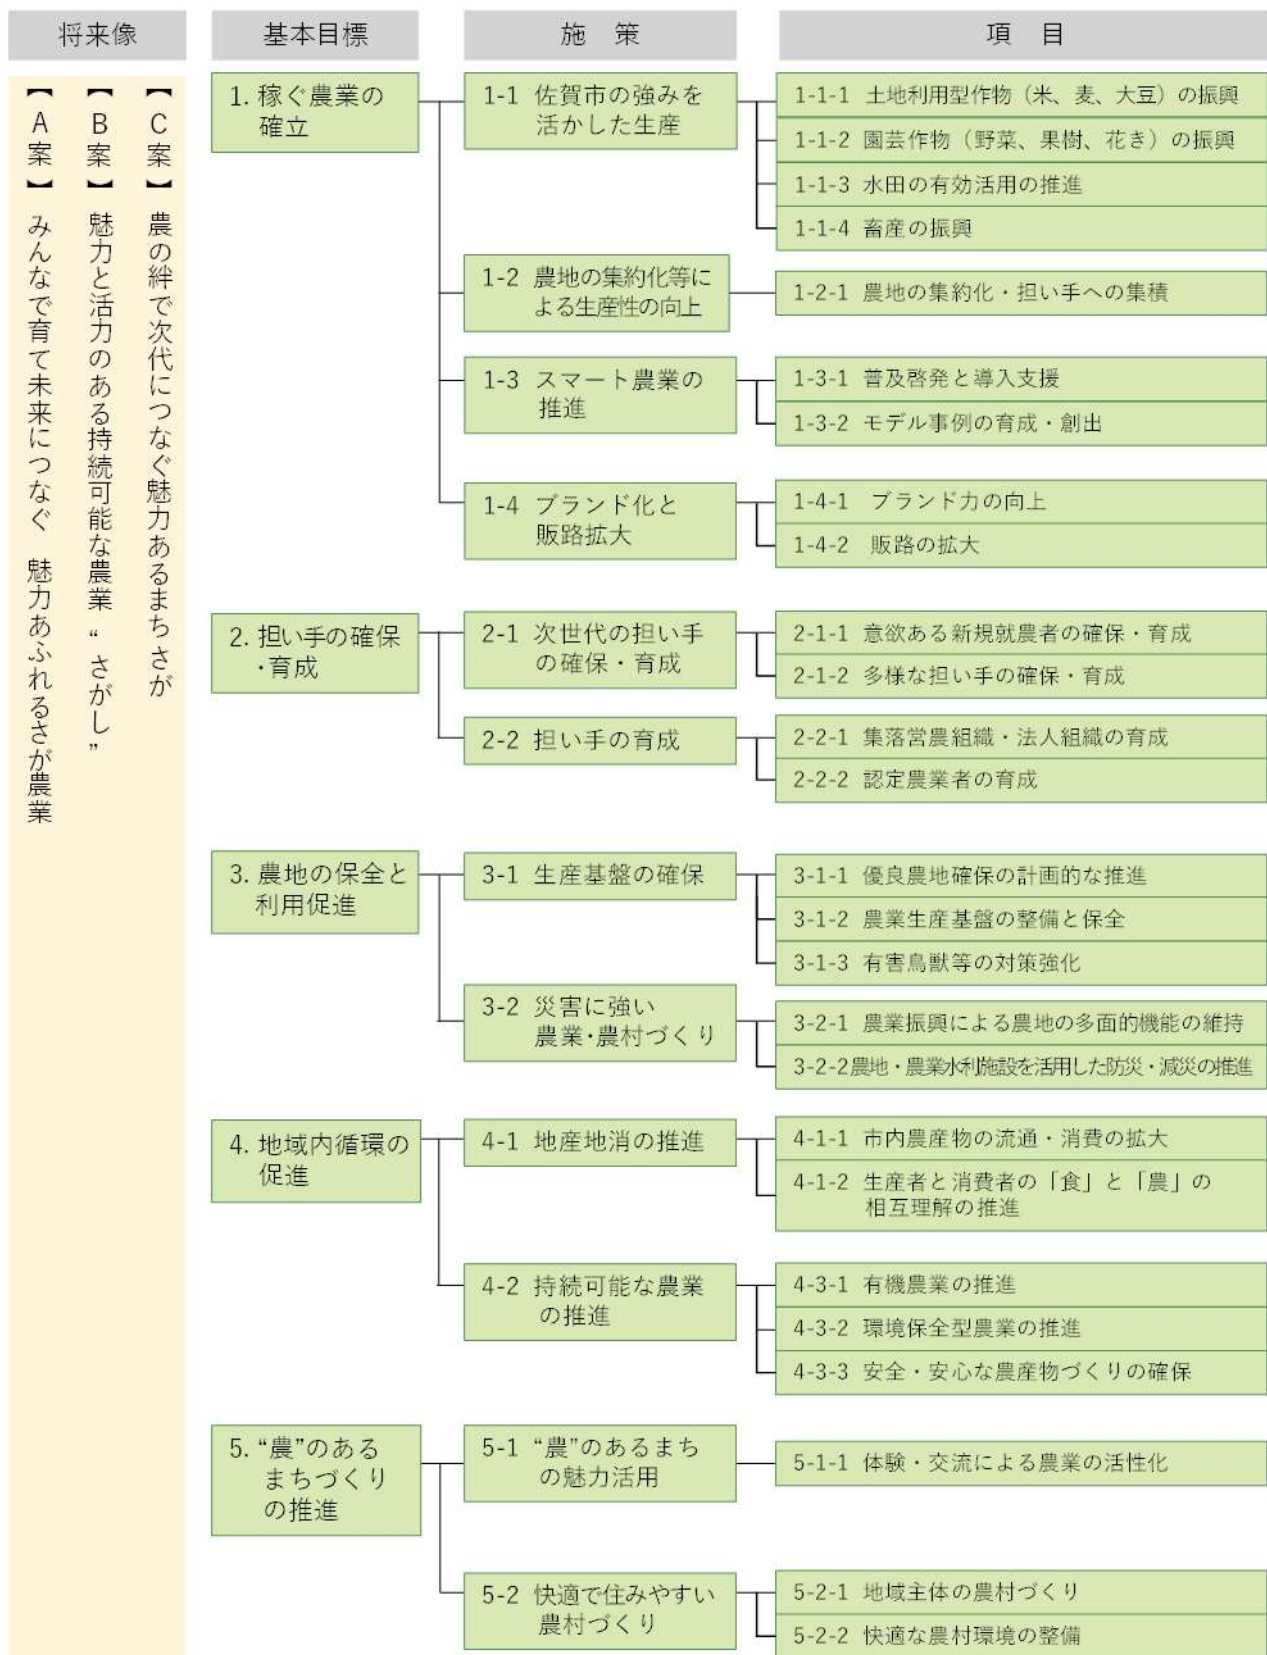 将来像
基本目標
施 策
項 目
【C案】 農の絆で次代につなぐ魅力あるまちさが
【B案】 魅力と活力のある持続可能な農業 “さがし”
【A案】 みんなで育て未来につなぐ 魅力あふれるさが農業
1. 稼ぐ農業の
確立
1-1 佐賀市の強みを
活かした生産
1-1-1 土地利用型作物（米、麦、大豆）の振興
1-1-2 園芸作物（野菜、果樹、花き）の振興
1-1-3 水田の有効活用の推進
1-1-4 畜産の振興
1-2 農地の集約化等に
よる生産性の向上
1-2-1 農地の集約化・担い手への集積
1-3 スマート農業の
推進
1-3-1 普及啓発と導入支援
1-3-2 モデル事例の育成・創出
1-4 ブランド化と
販路拡大
1-4-1 ブランド力の向上
1-4-2 販路の拡大
2. 担い手の確保
・育成
2-1 次世代の担い手
の確保・育成
2-1-1 意欲ある新規就農者の確保・育成
2-1-2 多様な担い手の確保・育成
2-2 担い手の育成
2-2-1 集落営農組織・法人組織の育成
2-2-2 認定農業者の育成
3. 農地の保全と
利用促進
3-1 生産基盤の確保
3-1-1 優良農地確保の計画的な推進
3-1-2 農業生産基盤の整備と保全
3-1-3 有害鳥獣等の対策強化
3-2 災害に強い
農業・農村づくり
3-2-1 農業振興による農地の多面的機能の維持
3-2-2農地・農業水利施設を活用した防災・減災の推進
4. 地域内循環の
促進
4-1 地産地消の推進
4-1-1 市内農産物の流通・消費の拡大
4-1-2 生産者と消費者の「食」と「農」の
相互理解の推進
4-2 持続可能な農業
の推進
4-3-1 有機農業の推進
4-3-2 環境保全型農業の推進
4-3-3 安全・安心な農産物づくりの確保
5. “農”のある
まちづくり
の推進
5-1 “農”のあるまち
の魅力活用
5-1-1 体験・交流による農業の活性化
5-2 快適で住みやすい
農村づくり
5-2-1 地域主体の農村づくり
5-2-2 快適な農村環境の整備